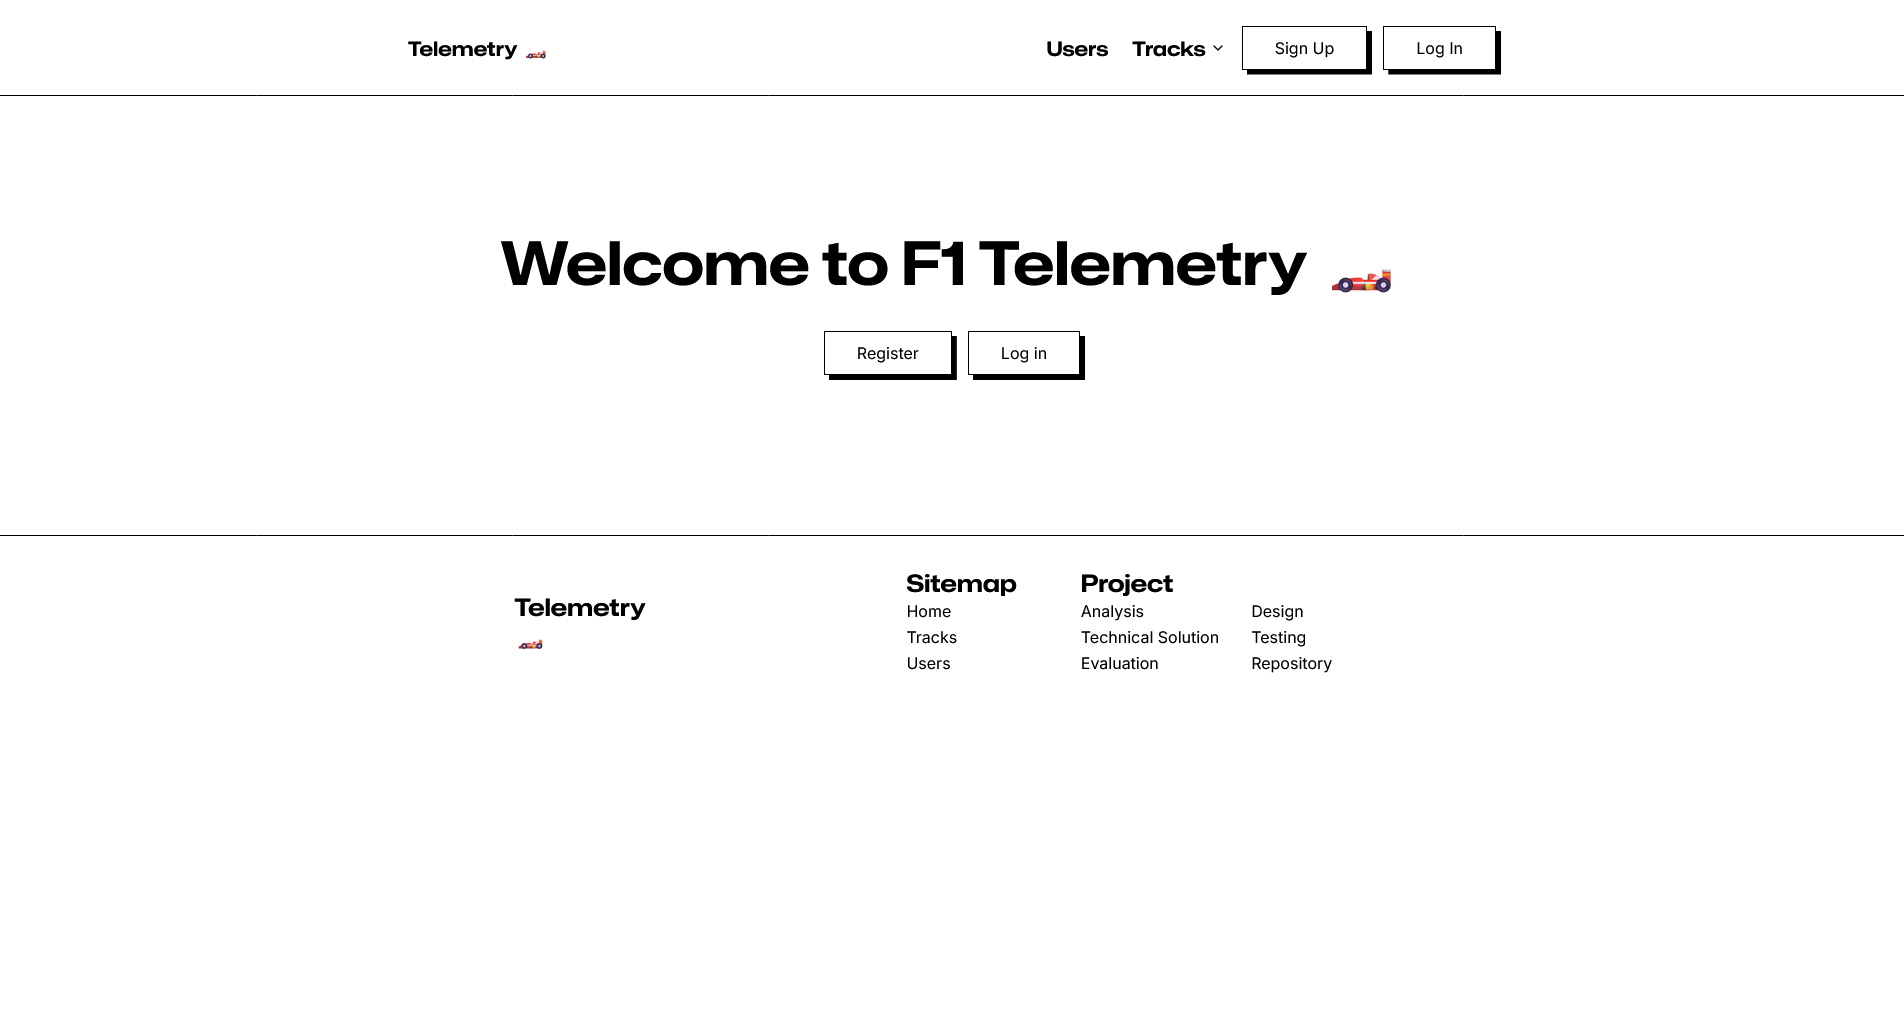 Telemetry
Users Tracks Sign Up Log In
Welcome to F1 Telemetry
Register Log in
Telemetry
Sitemap
Home
Tracks
Users
Project
Analysis Design
Technical Solution Testing
Evaluation Repository